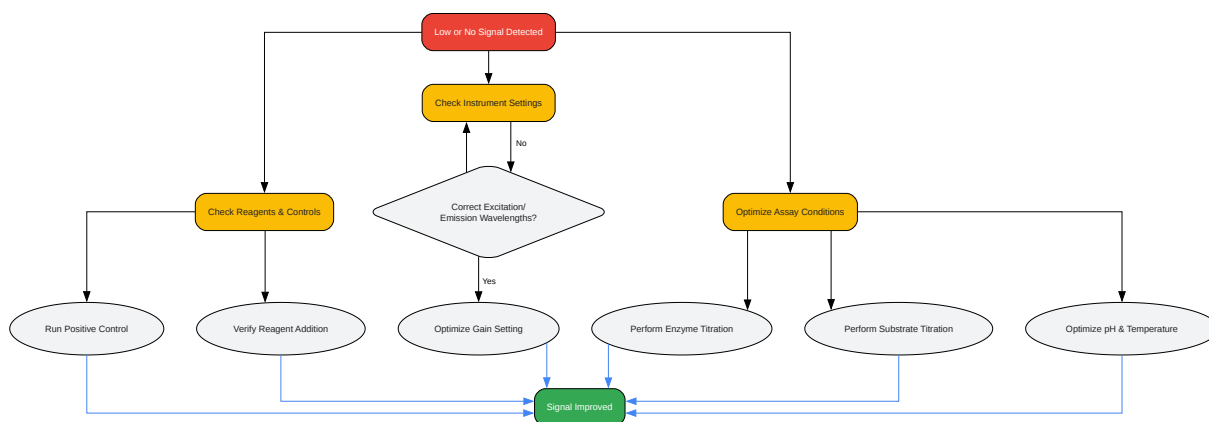 Low or No Signal Detected
Check Instrument Settings
No
Check Reagents & Controls
Correct Excitation/
Emission Wavelengths?
Optimize Assay Conditions
Yes
Run Positive Control
Verify Reagent Addition
Optimize Gain Setting
Perform Enzyme Titration
Perform Substrate Titration
Optimize pH & Temperature
Signal Improved